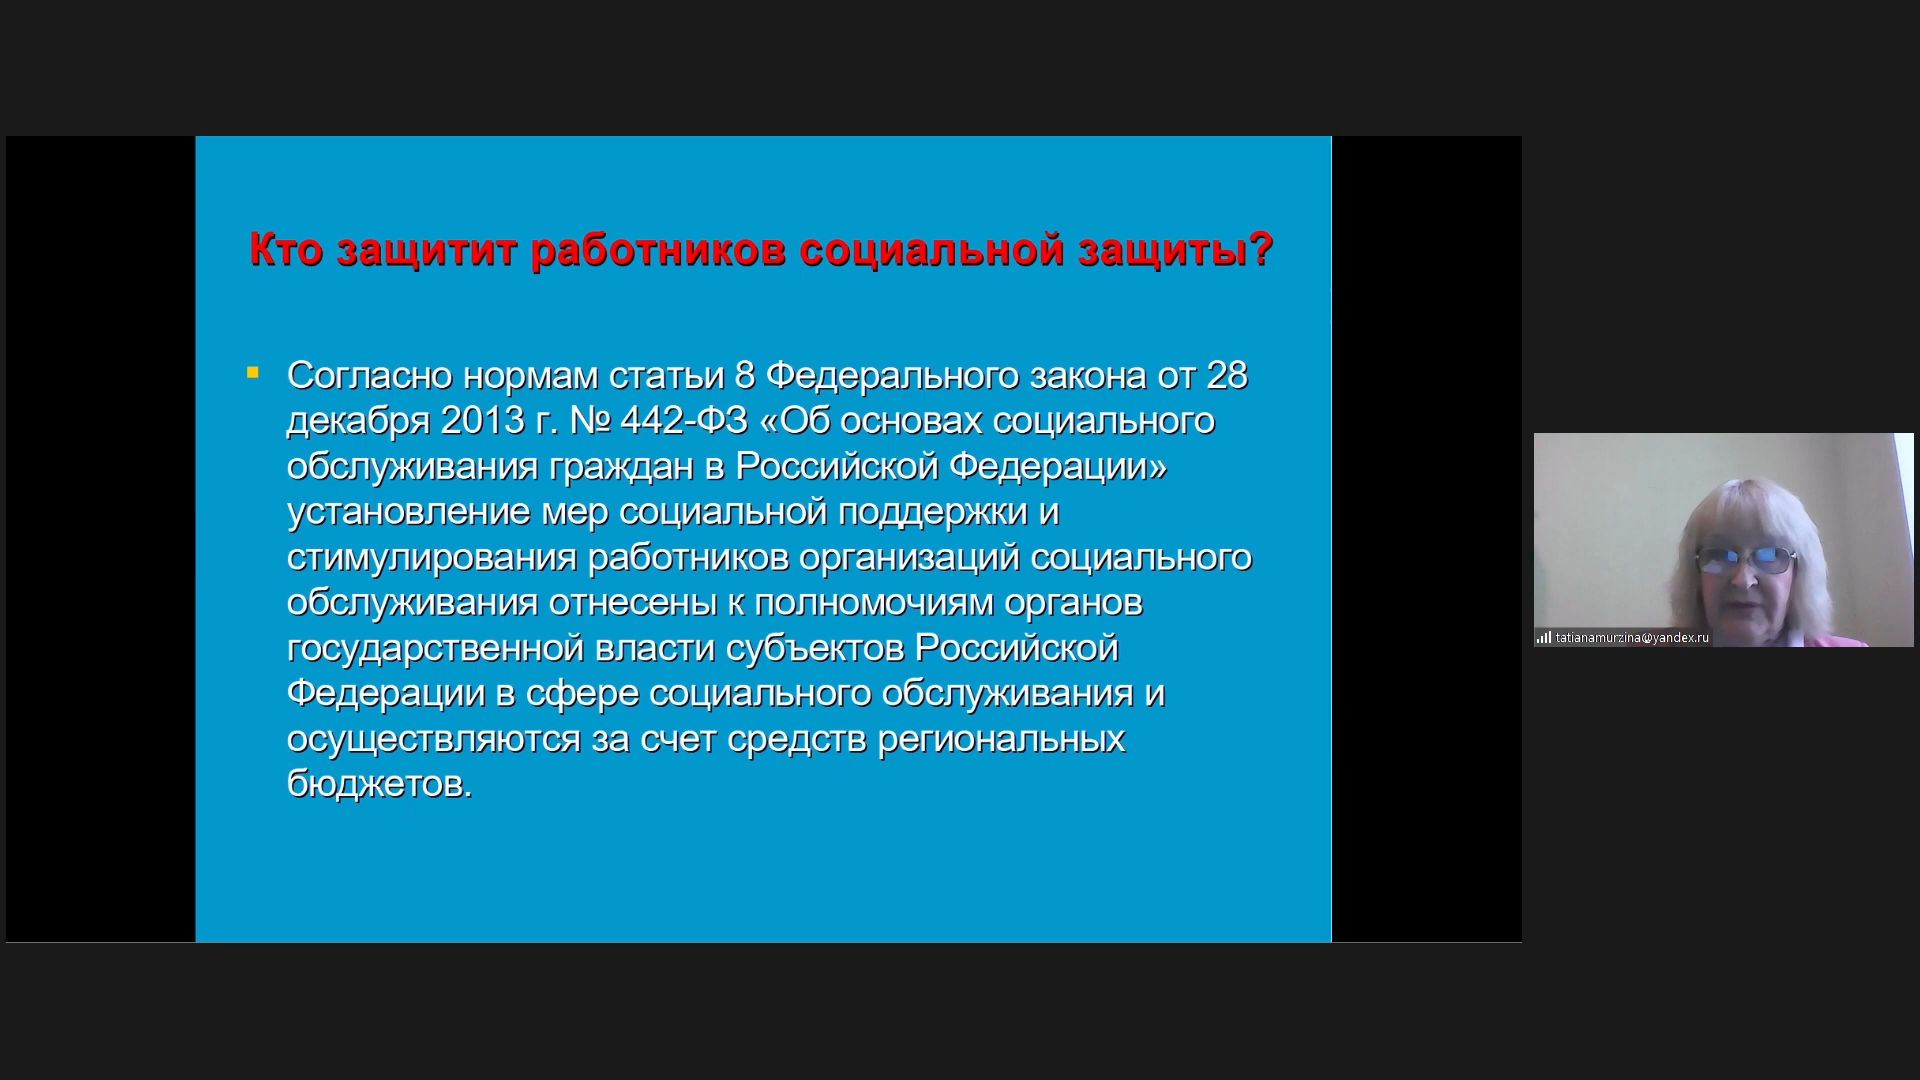 Кто защитит работников социальной защиты?
Согласно нормам статьи 8 Федерального закона от 28
декабря 2013 г. № 442-ФЗ «Об основах социального
обслуживания граждан в Российской Федерации»
установление мер социальной поддержки и
стимулирования работников организаций социального
обслуживания отнесены к полномочиям органов
государственной власти субъектов Российской
Федерации в сфере социального обслуживания и
осуществляются за счет средств региональных
бюджетов.
tatianamurzina@yandex.ru